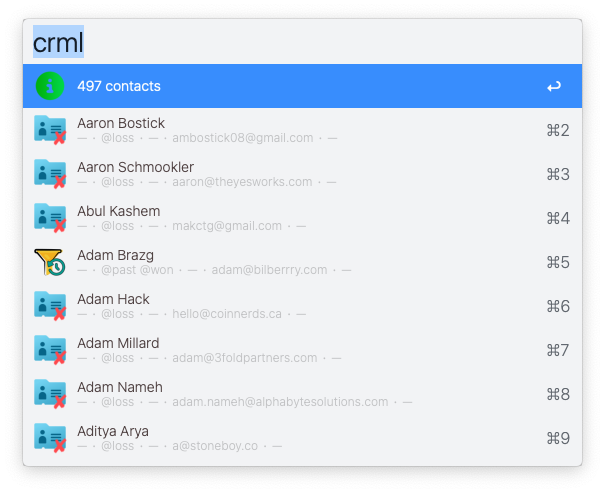 crml
497 contacts
Aaron Bostick ⌘2
— · @loss · — · ambostick08@gmail.com · —
Aaron Schmookler ⌘3
— · @loss · — · aaron@theyesworks.com · —
Abul Kashem ⌘4
— · @loss · — · makctg@gmail.com · —
Adam Brazg ⌘5
— · @past @won · — · adam@bilberrry.com · —
Adam Hack ⌘6
— · @loss · — · hello@coinnerds.ca · —
Adam Millard ⌘7
— · @loss · — · adam@3foldpartners.com · —
Adam Nameh ⌘8
— · @loss · — · adam.nameh@alphabytesolutions.com · —
Aditya Arya ⌘9
— · @loss · — · a@stoneboy.co · —